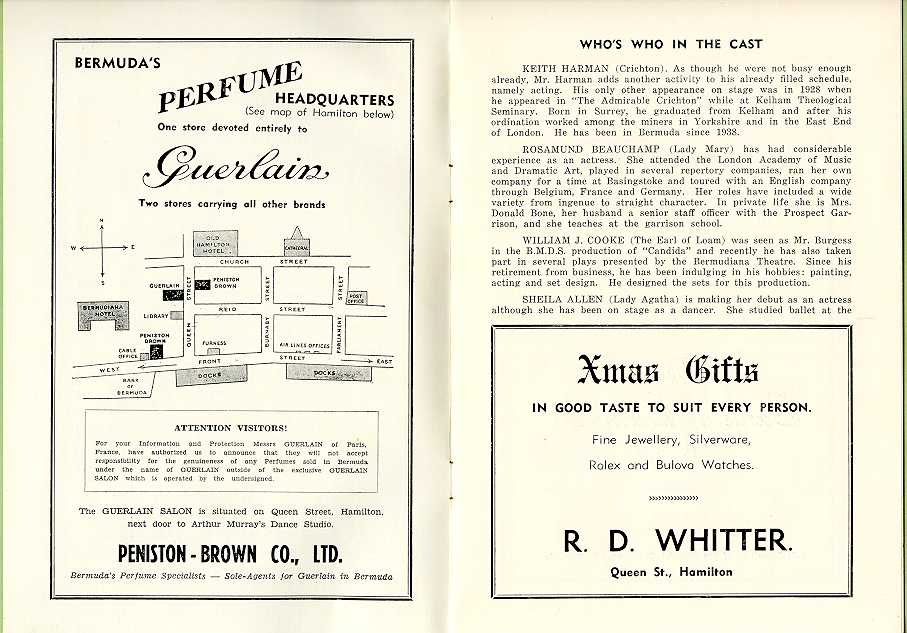 BERMUDA'S
PERFUME
HEADQUARTERS
(See map of Hamilton below)
One store devoted entirely to
Guerlain
Two stores carrying all other brands
N
W
E
S
OLD
HAMILTON
HOTEL
CATHEDRAL
CHURCH STREET
GUERLAIN
PENISTON
BROWN
QUEEN STREET
BURNABY STREET
PARLIAMENT STREET
POST
OFFICE
BERMUDIANA
HOTEL
LIBRARY
REID STREET
PENISTON
BROWN
CABLE
OFFICE
FURNESS
AIR LINES OFFICES
FRONT STREET
EAST
WEST
DOCKS
DOCKS
BANK
OF
BERMUDA
ATTENTION VISITORS!
For your Information and Protection Messrs GUERLAIN of Paris,
France, have authorized us to announce that they will not accept
responsibility for the genuineness of any Perfumes sold in Bermuda
under the name of GUERLAIN outside of the exclusive GUERLAIN
SALON which is operated by the undersigned.
The GUERLAIN SALON is situated on Queen Street, Hamilton,
next door to Arthur Murray's Dance Studio.
PENISTON - BROWN CO., LTD.
Bermuda's Perfume Specialists — Sole-Agents for Guerlain in Bermuda
WHO'S WHO IN THE CAST
KEITH HARMAN (Crichton). As though he were not busy enough
already, Mr. Harman adds another activity to his already filled schedule,
namely acting. His only other appearance on stage was in 1928 when
he appeared in "The Admirable Crichton" while at Kelham Theological
Seminary. Born in Surrey, he graduated from Kelham and after his
ordination worked among the miners in Yorkshire and in the East End
of London. He has been in Bermuda since 1938.
ROSAMUND BEAUCHAMP (Lady Mary) has had considerable
experience as an actress. She attended the London Academy of Music
and Dramatic Art, played in several repertory companies, ran her own
company for a time at Basingstoke and toured with an English company
through Belgium, France and Germany. Her roles have included a wide
variety from ingenue to straight character. In private life she is Mrs.
Donald Bone, her husband a senior staff officer with the Prospect Gar-
rison, and she teaches at the garrison school.
WILLIAM J. COOKE (The Earl of Loam) was seen as Mr. Burgess
in the B.M.D.S. production of "Candida" and recently he has also taken
part in several plays presented by the Bermudiana Theatre. Since his
retirement from business, he has been indulging in his hobbies: painting,
acting and set design. He designed the sets for this production.
SHEILA ALLEN (Lady Agatha) is making her debut as an actress
although she has been on stage as a dancer. She studied ballet at the
Xmas Gifts
IN GOOD TASTE TO SUIT EVERY PERSON.
Fine Jewellery, Silverware,
Rolex and Bulova Watches.
R. D. WHITTER.
Queen St., Hamilton